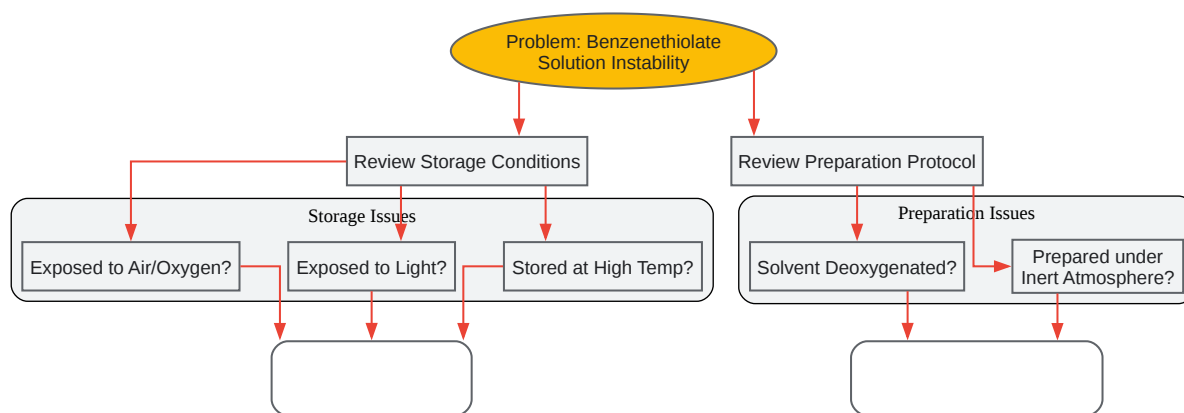 Problem: Benzenethiolate
Solution Instability
Review Storage Conditions
Review Preparation Protocol
Storage Issues
Preparation Issues
Exposed to Air/Oxygen?
Exposed to Light?
Stored at High Temp?
Solvent Deoxygenated?
Prepared under
Inert Atmosphere?